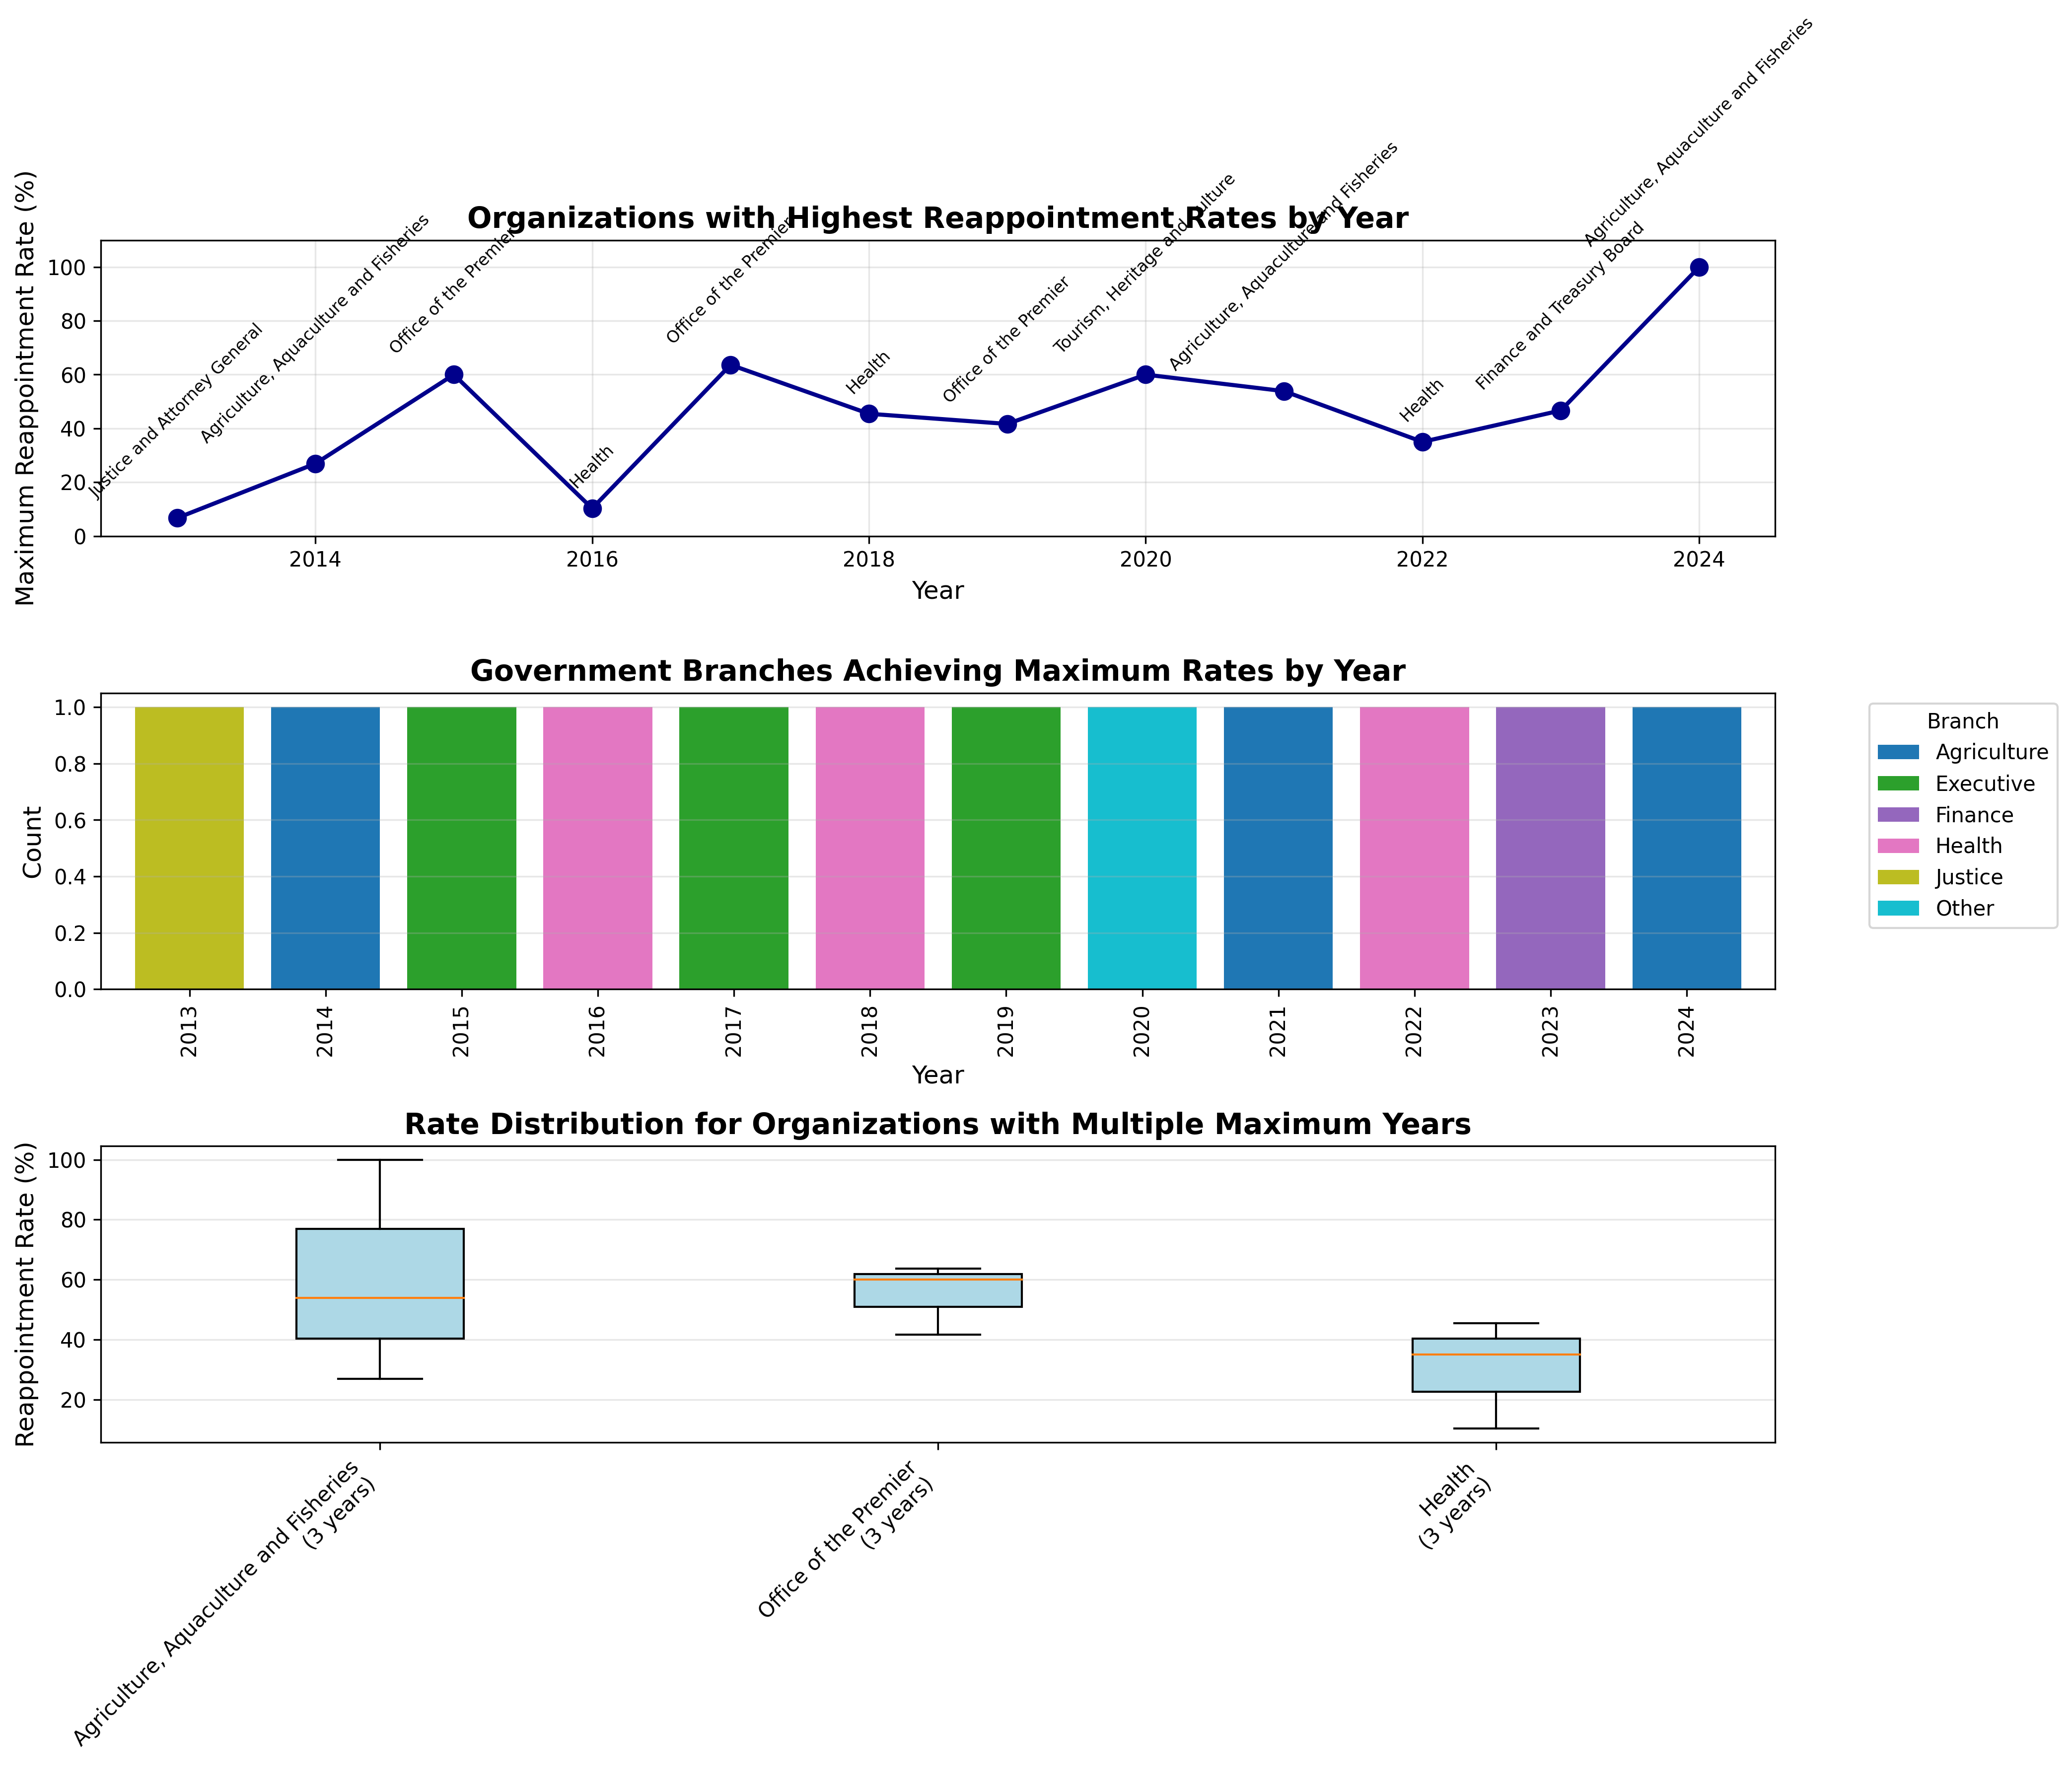 Organizations with Highest Reappointment Rates by Year
Maximum Reappointment Rate (%)
100
80
60
40
20
0
Justice and Attorney General
Agriculture, Aquaculture and Fisheries
Office of the Premier
Health
Office of the Premier
Health
Office of the Premier
Tourism, Heritage and Culture
Agriculture, Aquaculture and Fisheries
Health
Finance and Treasury Board
Agriculture, Aquaculture and Fisheries
2014
2016
2018
2020
2022
2024
Year
Government Branches Achieving Maximum Rates by Year
Count
1.0
0.8
0.6
0.4
0.2
0.0
2013
2014
2015
2016
2017
2018
2019
2020
2021
2022
2023
2024
Year
Branch
Agriculture
Executive
Finance
Health
Justice
Other
Rate Distribution for Organizations with Multiple Maximum Years
Reappointment Rate (%)
100
80
60
40
20
Agriculture, Aquaculture and Fisheries
(3 years)
Office of the Premier
(3 years)
Health
(3 years)